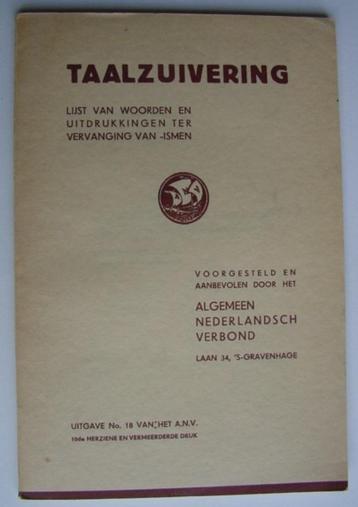 TAALZUIVERING
LIJST VAN WOORDEN EN
UITDRUKKINGEN TER
VERVANGING VAN -ISMEN
VOORGESTELD EN
AANBEVOLEN DOOR HET
ALGEMEEN
NEDERLANDSCH
VERBOND
LAAN 34, 'S-GRAVENHAGE
UITGAVE No. 18 VAN HET A.N.V.
10de HERZIENE EN VERMEERDERDE DRUK